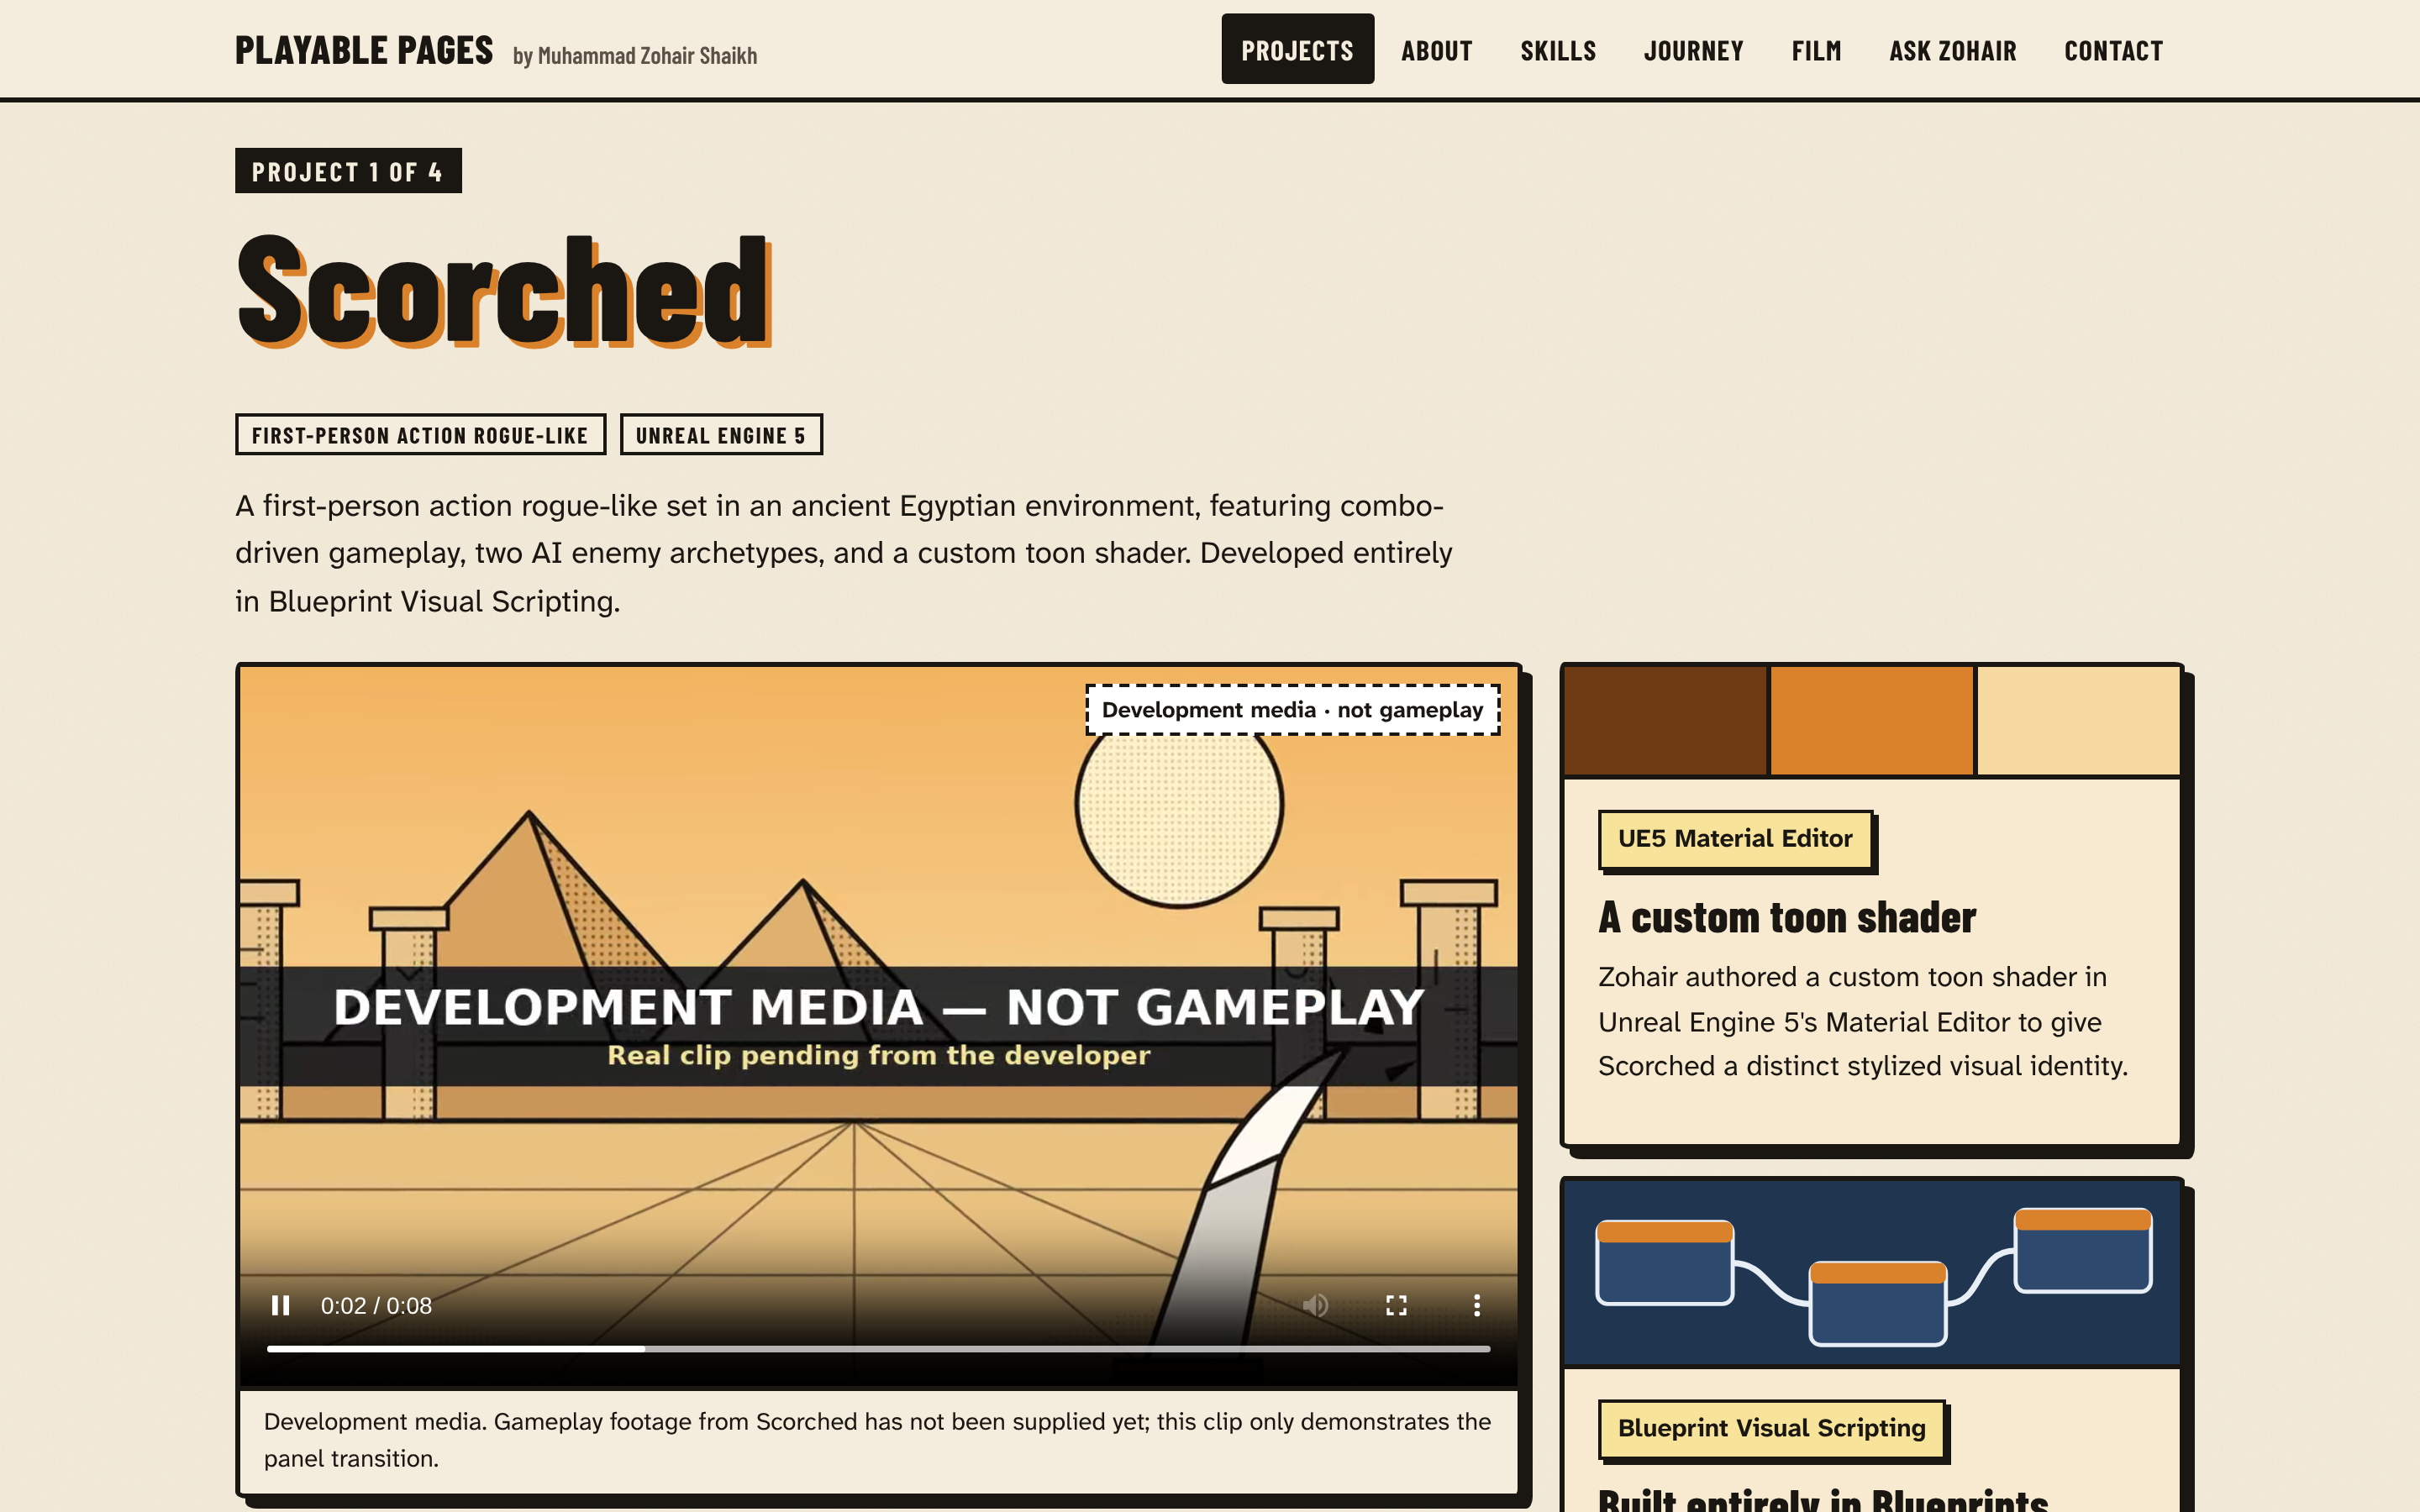 PLAYABLE PAGES by Muhammad Zohair Shaikh
PROJECTS ABOUT SKILLS JOURNEY FILM ASK ZOHAIR CONTACT
PROJECT 1 OF 4
Scorched
FIRST-PERSON ACTION ROGUE-LIKE UNREAL ENGINE 5
A first-person action rogue-like set in an ancient Egyptian environment, featuring combo-
driven gameplay, two AI enemy archetypes, and a custom toon shader. Developed entirely
in Blueprint Visual Scripting.
Development media · not gameplay
DEVELOPMENT MEDIA — NOT GAMEPLAY
Real clip pending from the developer
0:02 / 0:08
Development media. Gameplay footage from Scorched has not been supplied yet; this clip only demonstrates the
panel transition.
UE5 Material Editor
A custom toon shader
Zohair authored a custom toon shader in
Unreal Engine 5's Material Editor to give
Scorched a distinct stylized visual identity.
Blueprint Visual Scripting
Built entirely in Blueprints